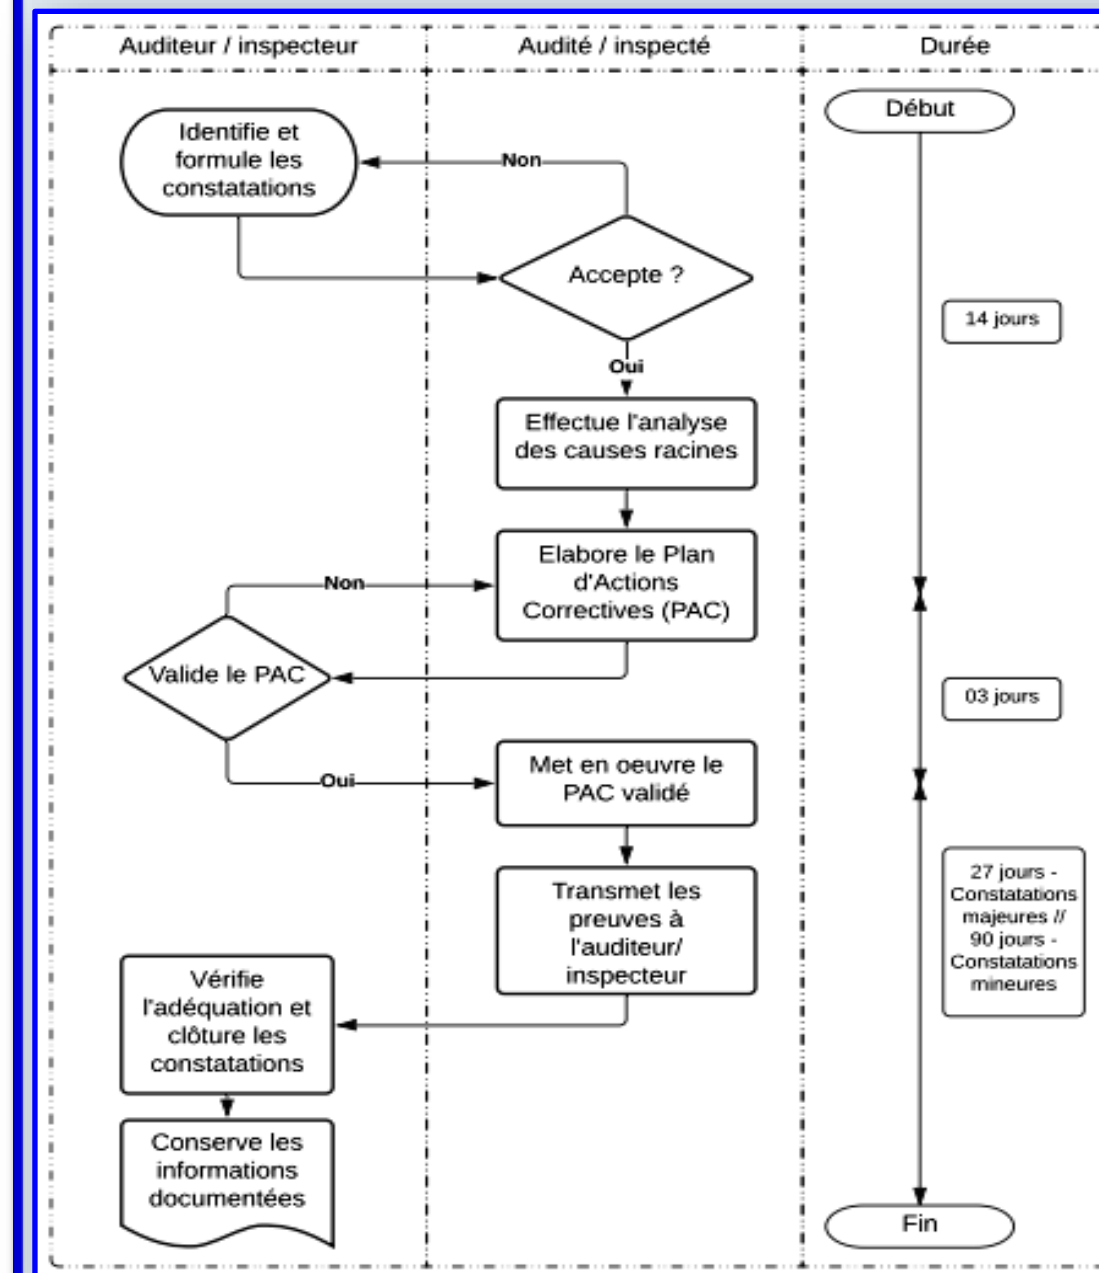 Auditeur / inspecteur
Audité / inspecté
Durée
Début
Identifie et
formule les
constatations
Non
Accepte ?
14 jours
Oui
Effectue l'analyse
des causes racines
Elabore le Plan
d'Actions
Correctives (PAC)
Non
Valide le PAC
03 jours
Oui
Met en oeuvre le
PAC validé
27 jours -
Constatations
majeures //
90 jours -
Constatations
mineures
Transmet les
preuves à
l'auditeur/
inspecteur
Vérifie
l'adéquation et
clôture les
constatations
Conserve les
informations
documentées
Fin